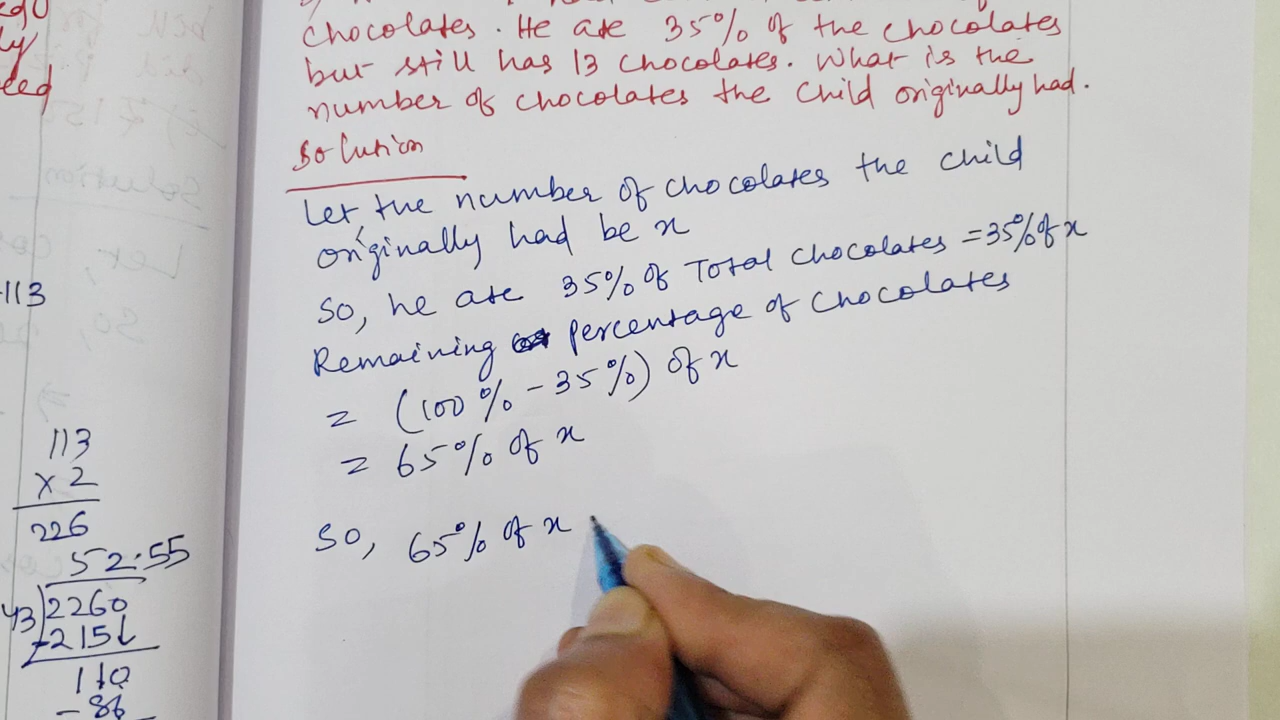 ly
eed
chocolates. He ate 35% of the chocolates
but still has 13 chocolates. What is the
number of chocolates the child originally had.
Solution
Let, the number of chocolates the child
originally had be x
So, he ate 35% of Total chocolates = 35% of x
Remaining percentage of chocolates
= (100% - 35%) of x
= 65% of x
So, 65% of x
-113
113
x 2
226
52.55
43)2260
-215↓
110
- 86